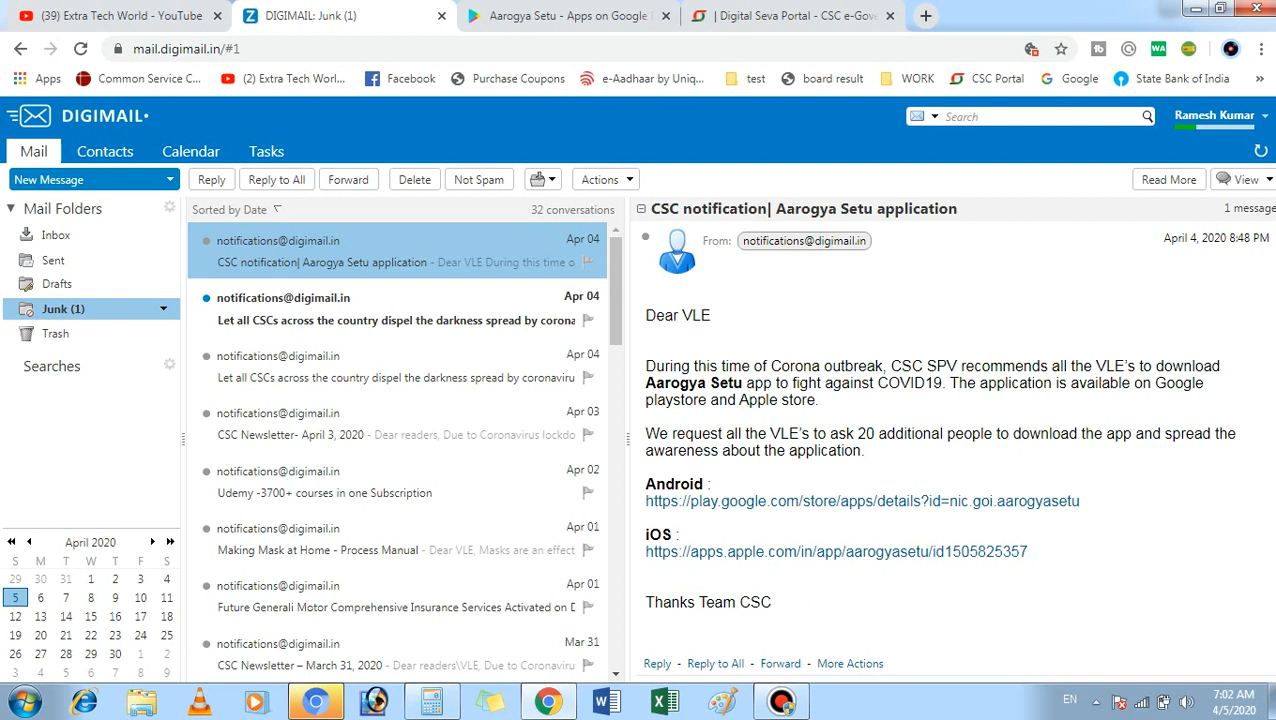 (39) Extra Tech World - YouTube
DIGIMAIL: Junk (1)
Aarogya Setu - Apps on Google
| Digital Seva Portal - CSC e-Gov
mail.digimail.in/#1
WA
Apps
Common Service C...
(2) Extra Tech Worl...
Facebook
Purchase Coupons
e-Aadhaar by Uniq...
test
board result
WORK
CSC Portal
Google
State Bank of India
»
DIGIMAIL
Search
Ramesh Kumar
Mail
Contacts
Calendar
Tasks
New Message
Reply
Reply to All
Forward
Delete
Not Spam
Actions
Read More
View
Mail Folders
Inbox
Sent
Drafts
Junk (1)
Trash
Searches
Sorted by Date
32 conversations
notifications@digimail.in Apr 04
CSC notification| Aarogya Setu application - Dear VLE During this time o
notifications@digimail.in Apr 04
Let all CSCs across the country dispel the darkness spread by corona
notifications@digimail.in Apr 04
Let all CSCs across the country dispel the darkness spread by coronaviru
notifications@digimail.in Apr 03
CSC Newsletter- April 3, 2020 - Dear readers, Due to Coronavirus lockdo
notifications@digimail.in Apr 02
Udemy -3700+ courses in one Subscription
notifications@digimail.in Apr 01
Making Mask at Home - Process Manual - Dear VLE, Masks are an effect
notifications@digimail.in Apr 01
Future Generali Motor Comprehensive Insurance Services Activated on D
notifications@digimail.in Mar 31
CSC Newsletter – March 31, 2020 - Dear readers\VLE, Due to Coronaviru
CSC notification| Aarogya Setu application
1 message
From: notifications@digimail.in
April 4, 2020 8:48 PM
Dear VLE
During this time of Corona outbreak, CSC SPV recommends all the VLE's to download
Aarogya Setu app to fight against COVID19. The application is available on Google
playstore and Apple store.
We request all the VLE's to ask 20 additional people to download the app and spread the
awareness about the application.
Android :
https://play.google.com/store/apps/details?id=nic.goi.aarogyasetu
iOS :
https://apps.apple.com/in/app/aarogyasetu/id1505825357
Thanks Team CSC
Reply - Reply to All - Forward - More Actions
April 2020
S M T W T F S
29 30 31 1 2 3 4
5 6 7 8 9 10 11
12 13 14 15 16 17 18
19 20 21 22 23 24 25
26 27 28 29 30 1 2
3 4 5 6 7 8 9
EN
7:02 AM
4/5/2020